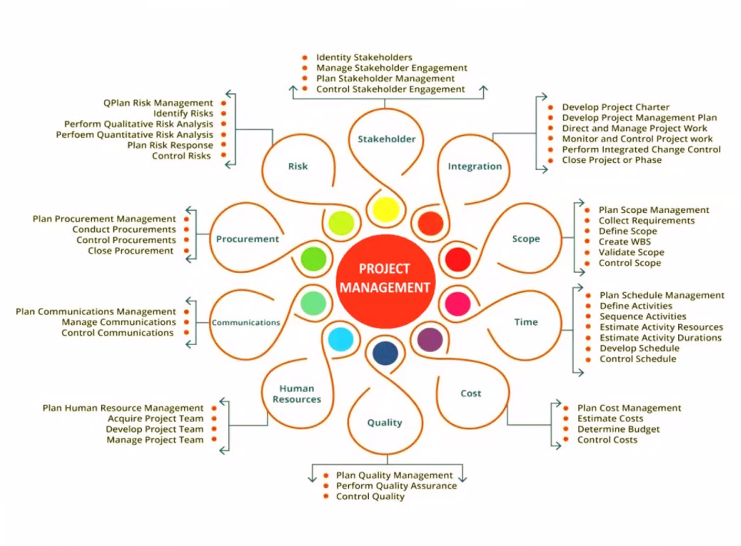 Identity Stakeholders
Manage Stakeholder Engagement
Plan Stakeholder Management
Control Stakeholder Engagement
QPlan Risk Management
Identify Risks
Perform Qualitative Risk Analysis
Perfoem Quantitative Risk Analysis
Plan Risk Response
Control Risks
Risk
Stakeholder
Integration
Develop Project Charter
Develop Project Management Plan
Direct and Manage Project Work
Monitor and Control Project work
Perform Integrated Change Control
Close Project or Phase
Plan Procurement Management
Conduct Procurements
Control Procurements
Close Procurement
Procurement
Scope
Plan Scope Management
Collect Requirements
Define Scope
Create WBS
Validate Scope
Control Scope
PROJECT
MANAGEMENT
Plan Communications Management
Manage Communications
Control Communications
Communications
Time
Plan Schedule Management
Define Activities
Sequence Activities
Estimate Activity Resources
Estimate Activity Durations
Develop Schedule
Control Schedule
Plan Human Resource Management
Acquire Project Team
Develop Project Team
Manage Project Team
Human
Resources
Quality
Cost
Plan Cost Management
Estimate Costs
Determine Budget
Control Costs
Plan Quality Management
Perform Quality Assurance
Control Quality